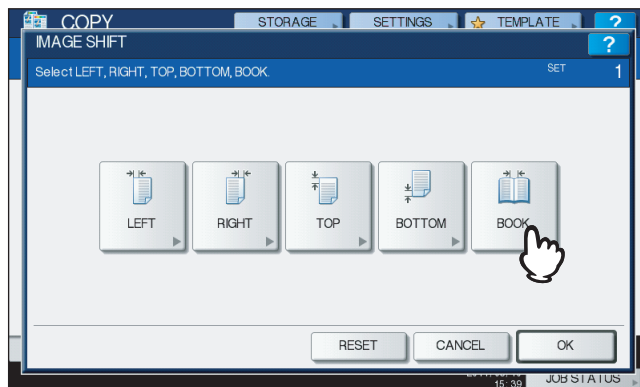 COPY STORAGE SETTINGS TEMPLATE ?
IMAGE SHIFT ?
Select LEFT, RIGHT, TOP, BOTTOM, BOOK. SET 1
LEFT RIGHT TOP BOTTOM BOOK
RESET CANCEL OK
15:39 JOB STATUS